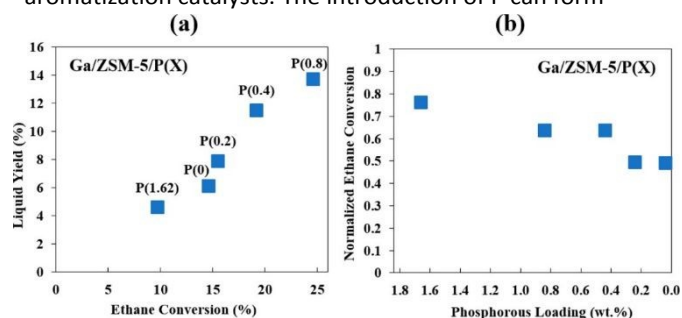 aromatization catalysts. The introduction of P can form
(a)
Ga/ZSM-5/P(X)
P(0.8)
P(0.4)
P(0.2)
P(0)
P(1.62)
16
14
12
10
8
6
4
2
0
0 5 10 15 20 25
Liquid Yield (%)
Ethane Conversion (%)
(b)
Ga/ZSM-5/P(X)
1
0.9
0.8
0.7
0.6
0.5
0.4
0.3
0.2
0.1
0
1.8 1.6 1.4 1.2 1.0 0.8 0.6 0.4 0.2 0.0
Normalized Ethane Conversion
Phosphorous Loading (wt.%)